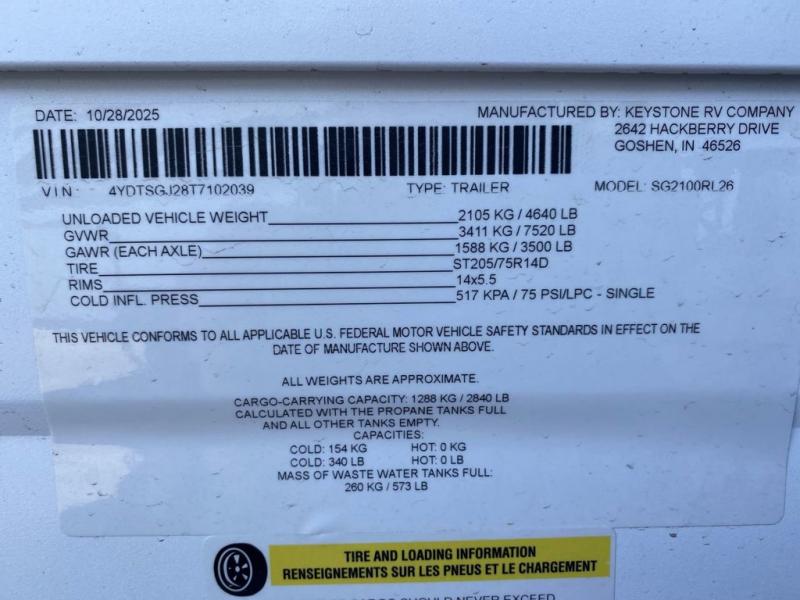 DATE: 10/28/2025
MANUFACTURED BY: KEYSTONE RV COMPANY
2642 HACKBERRY DRIVE
GOSHEN, IN 46526
VIN 4YDTSGJ28T7102039 TYPE: TRAILER MODEL: SG2100RL26
UNLOADED VEHICLE WEIGHT 2105 KG / 4640 LB
GVWR 3411 KG / 7520 LB
GAWR (EACH AXLE) 1588 KG / 3500 LB
TIRE ST205/75R14D
RIMS 14x5.5
COLD INFL. PRESS 517 KPA / 75 PSI/LPC - SINGLE
THIS VEHICLE CONFORMS TO ALL APPLICABLE U.S. FEDERAL MOTOR VEHICLE SAFETY STANDARDS IN EFFECT ON THE
DATE OF MANUFACTURE SHOWN ABOVE.
ALL WEIGHTS ARE APPROXIMATE.
CARGO-CARRYING CAPACITY: 1288 KG / 2840 LB
CALCULATED WITH THE PROPANE TANKS FULL
AND ALL OTHER TANKS EMPTY.
CAPACITIES:
COLD: 154 KG HOT: 0 KG
COLD: 340 LB HOT: 0 LB
MASS OF WASTE WATER TANKS FULL:
260 KG / 573 LB
TIRE AND LOADING INFORMATION
RENSEIGNEMENTS SUR LES PNEUS ET LE CHARGEMENT
SHOULD NEVER EXCEED